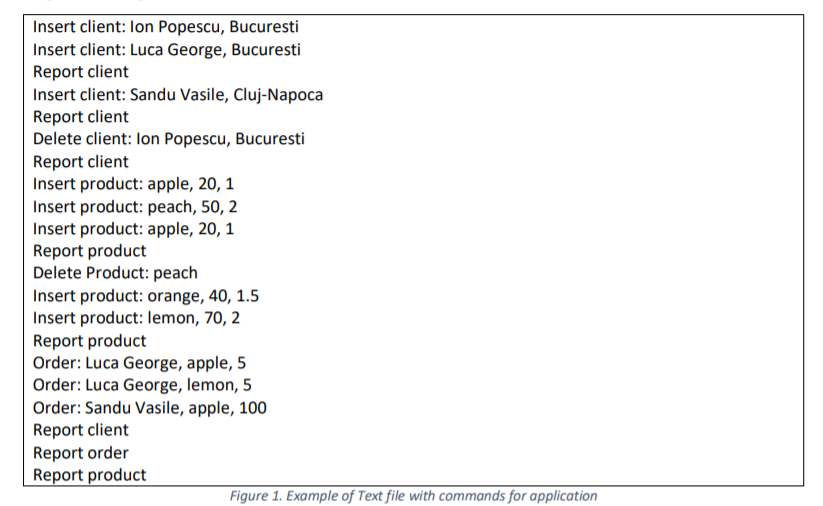 Insert client: Ion Popescu, Bucuresti
Insert client: Luca George, Bucuresti
Report client
Insert client: Sandu Vasile, Cluj-Napoca
Report client
Delete client: Ion Popescu, Bucuresti
Report client
Insert product: apple, 20, 1
Insert product: peach, 50, 2
Insert product: apple, 20, 1
Report product
Delete Product: peach
Insert product: orange, 40, 1.5
Insert product: lemon, 70, 2
Report product
Order: Luca George, apple, 5
Order: Luca George, lemon, 5
Order: Sandu Vasile, apple, 100
Report client
Report order
Report product
Figure 1. Example of Text file with commands for application